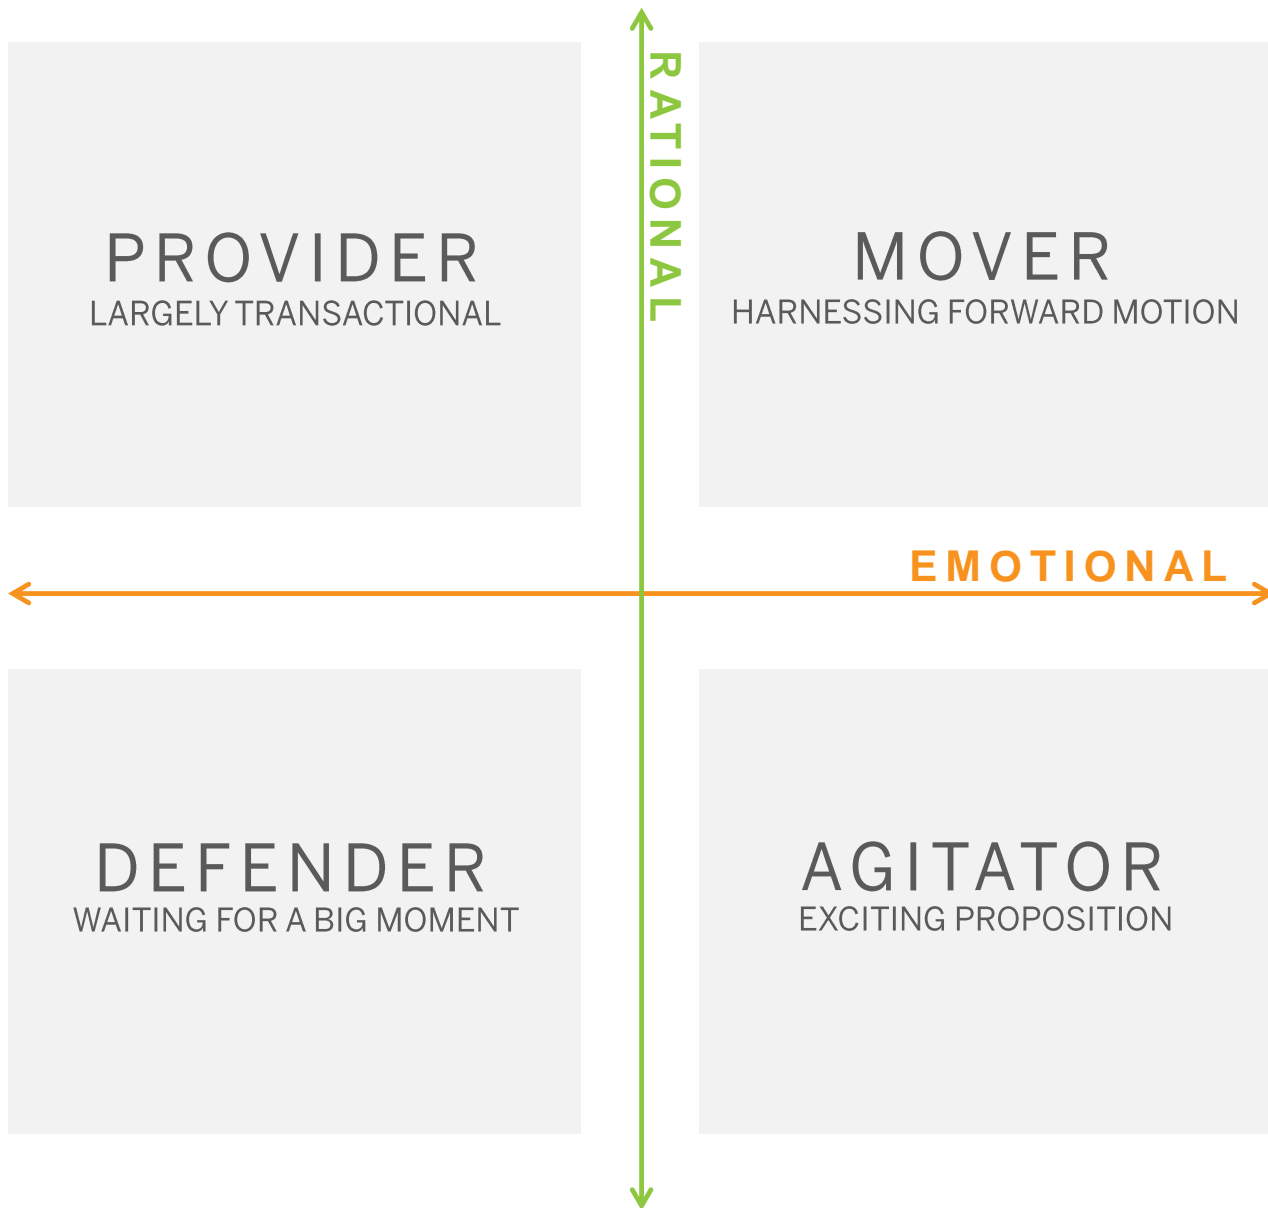 RATIONAL
PROVIDER
LARGELY TRANSACTIONAL
MOVER
HARNESSING FORWARD MOTION
EMOTIONAL
DEFENDER
WAITING FOR A BIG MOMENT
AGITATOR
EXCITING PROPOSITION